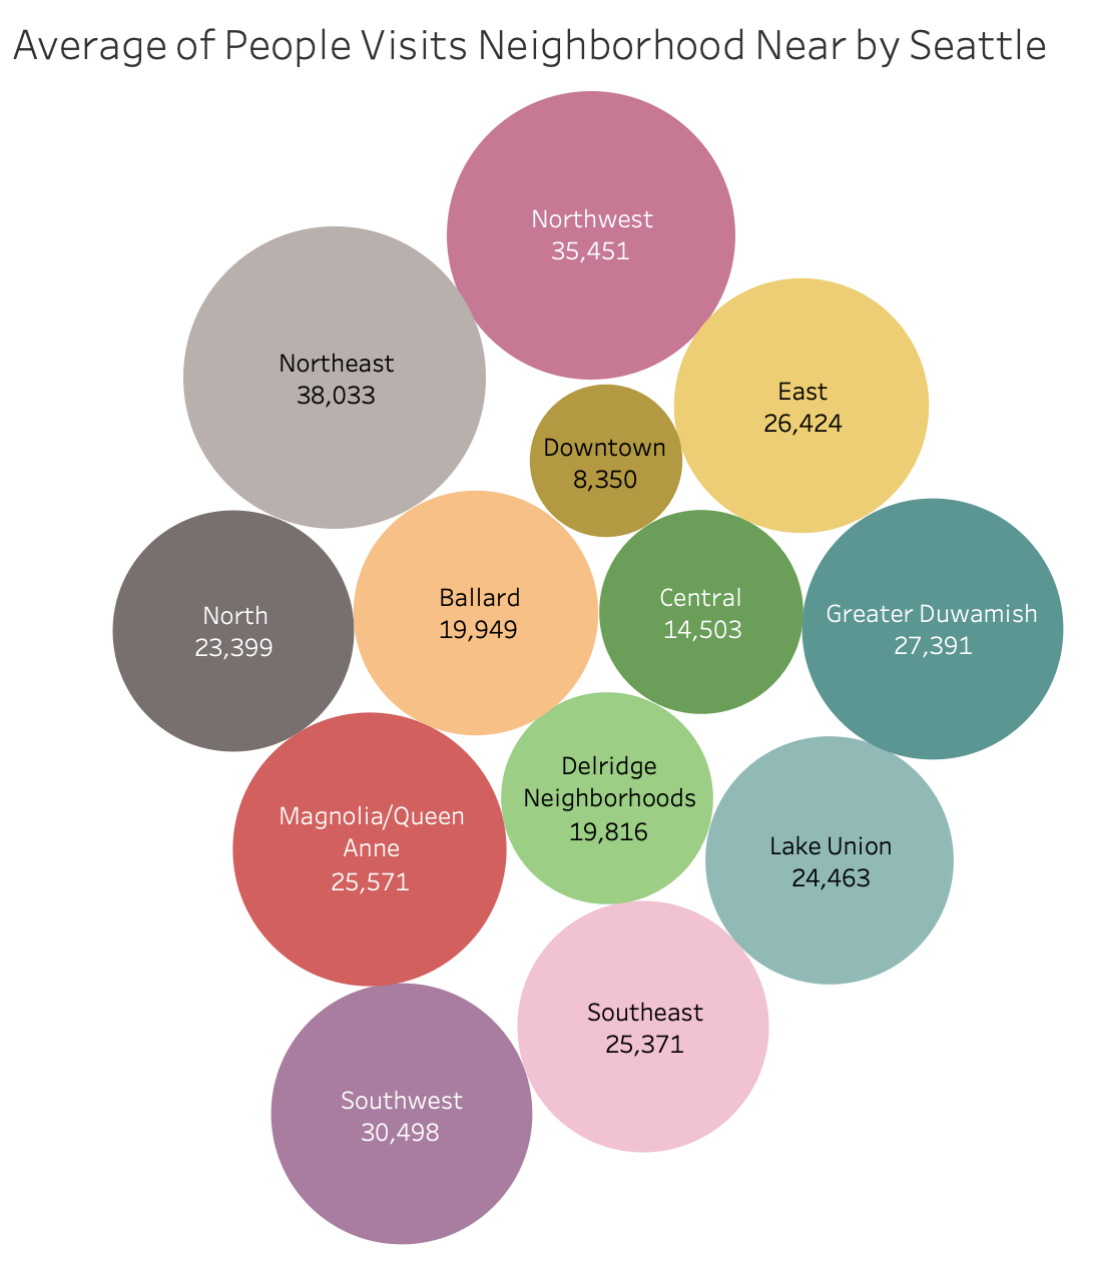 Average of People Visits Neighborhood Near by Seattle
Northwest
35,451
Northeast
38,033
East
26,424
Downtown
8,350
Ballard
19,949
Central
14,503
North
23,399
Greater Duwamish
27,391
Delridge
Neighborhoods
19,816
Magnolia/Queen
Anne
25,571
Lake Union
24,463
Southeast
25,371
Southwest
30,498